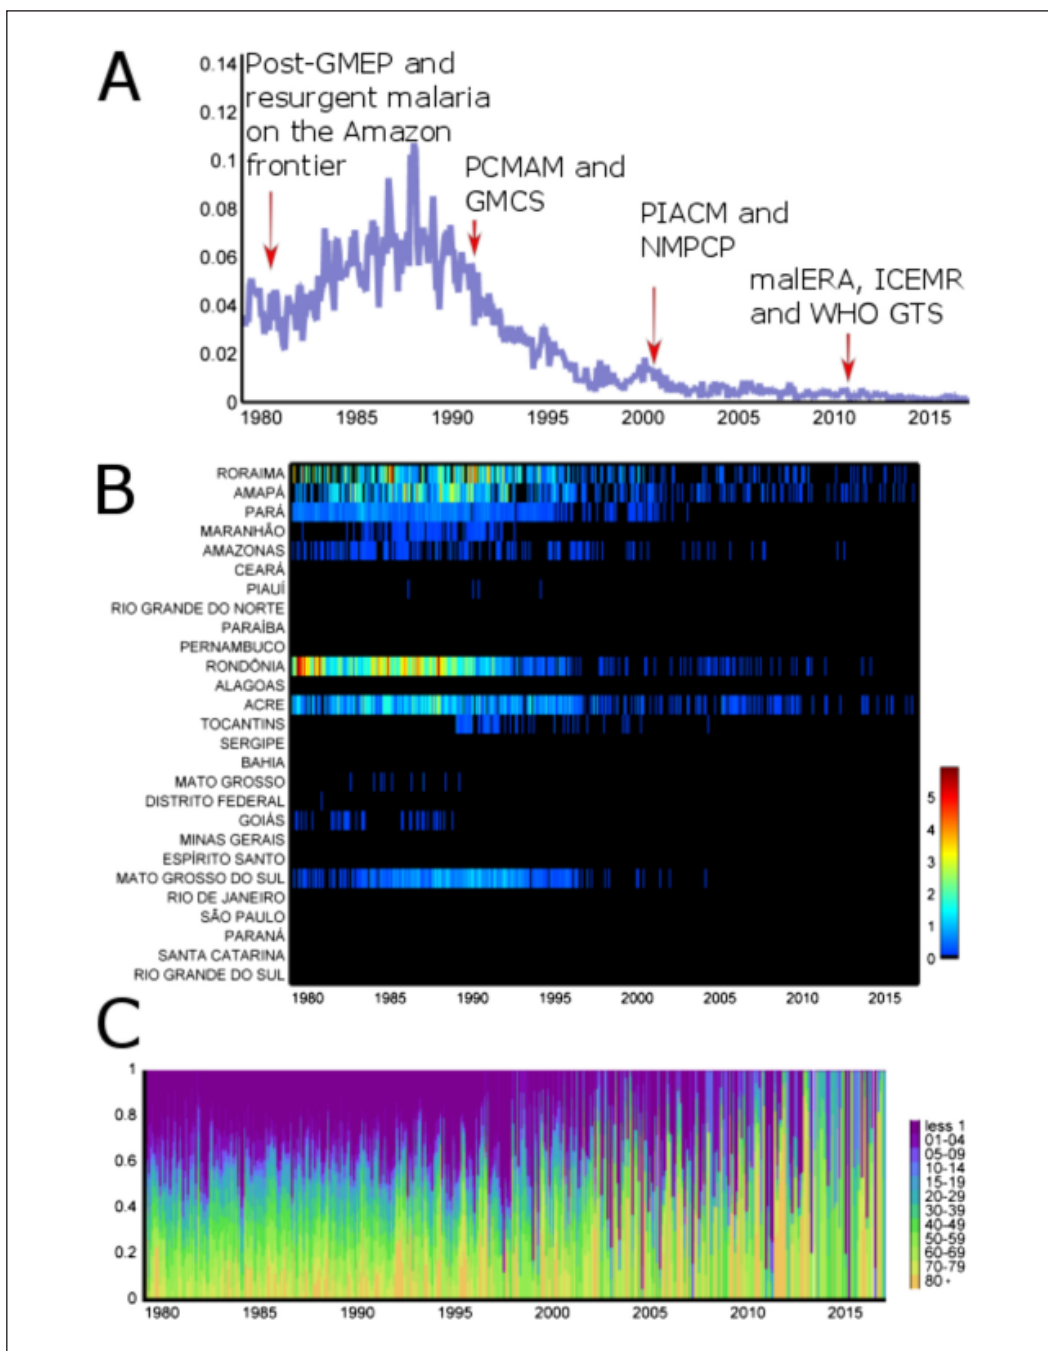 A
0.14
0.12
0.1
0.08
0.06
0.04
0.02
0
Post-GMEP and
resurgent malaria
on the Amazon
frontier
PCMAM and
GMCS
PIACM and
NMPCP
malERA, ICEMR
and WHO GTS
1980 1985 1990 1995 2000 2005 2010 2015
B
RORAIMA
AMAPÁ
PARÁ
MARANHÃO
AMAZONAS
CEARÁ
PIAUÍ
RIO GRANDE DO NORTE
PARAÍBA
PERNAMBUCO
RONDÔNIA
ALAGOAS
ACRE
TOCANTINS
SERGIPE
BAHIA
MATO GROSSO
DISTRITO FEDERAL
GOIÁS
MINAS GERAIS
ESPÍRITO SANTO
MATO GROSSO DO SUL
RIO DE JANEIRO
SÃO PAULO
PARANÁ
SANTA CATARINA
RIO GRANDE DO SUL
1980 1985 1990 1995 2000 2005 2010 2015
5
4
3
2
1
0
C
1
0.8
0.6
0.4
0.2
0
1980 1985 1990 1995 2000 2005 2010 2015
less 1
01-04
05-09
10-14
15-19
20-29
30-39
40-49
50-59
60-69
70-79
80 +